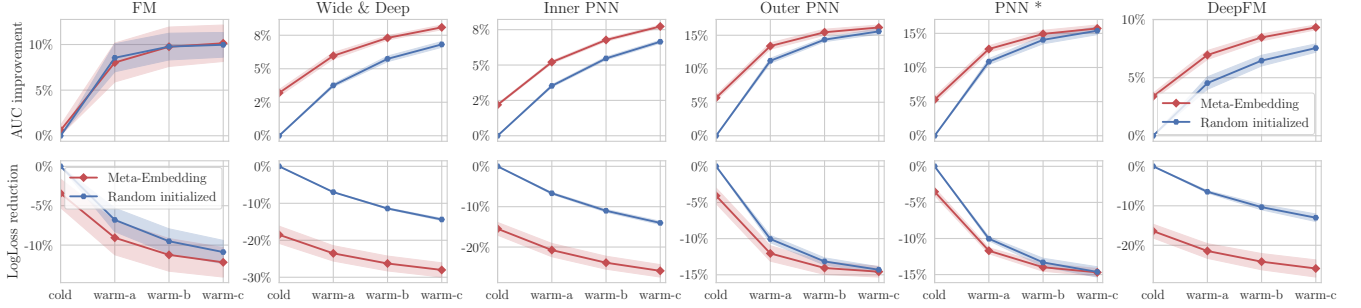 FM
Wide & Deep
Inner PNN
Outer PNN
PNN *
DeepFM
AUC improvement
10%
5%
0%
8%
5%
2%
0%
8%
5%
2%
0%
15%
10%
5%
0%
15%
10%
5%
0%
10%
5%
0%
Meta-Embedding
Random initialized
LogLoss reduction
0%
-5%
-10%
Meta-Embedding
Random initialized
0%
-10%
-20%
-30%
0%
-10%
-20%
0%
-5%
-10%
-15%
0%
-5%
-10%
-15%
0%
-10%
-20%
cold warm-a warm-b warm-c
cold warm-a warm-b warm-c
cold warm-a warm-b warm-c
cold warm-a warm-b warm-c
cold warm-a warm-b warm-c
cold warm-a warm-b warm-c